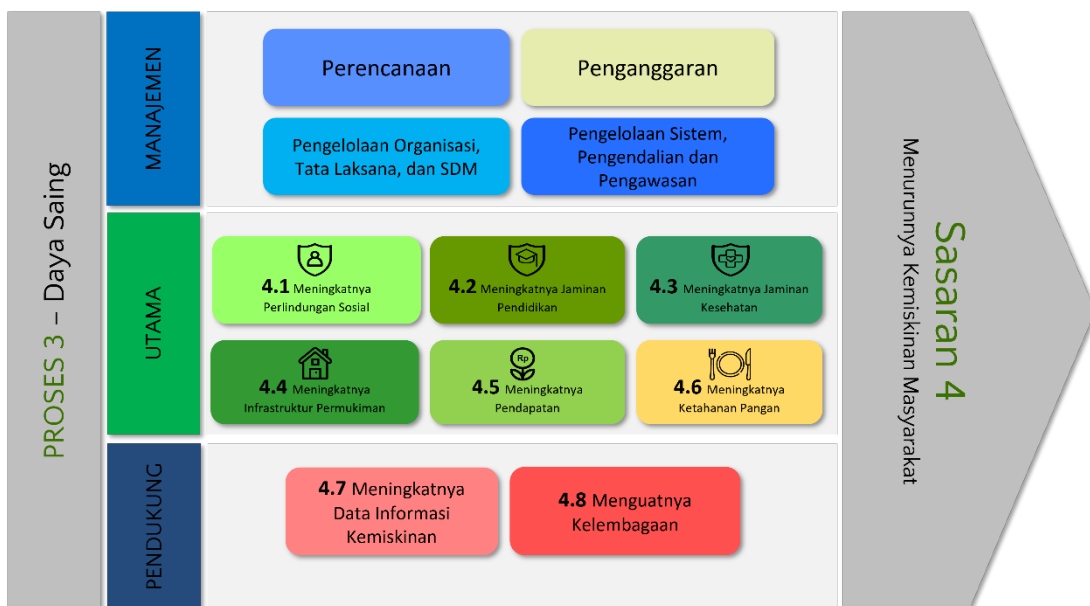 PROSES 3 – Daya Saing
MANAJEMEN
Perencanaan
Penganggaran
Pengelolaan Organisasi,
Tata Laksana, dan SDM
Pengelolaan Sistem,
Pengendalian dan
Pengawasan
UTAMA
4.1 Meningkatnya
Perlindungan Sosial
4.2 Meningkatnya Jaminan
Pendidikan
4.3 Meningkatnya Jaminan
Kesehatan
4.4 Meningkatnya
Infrastruktur Permukiman
Rp
4.5 Meningkatnya
Pendapatan
4.6 Meningkatnya
Ketahanan Pangan
PENDUKUNG
4.7 Meningkatnya
Data Informasi
Kemiskinan
4.8 Menguatnya
Kelembagaan
Sasaran 4
Menurunnya Kemiskinan Masyarakat